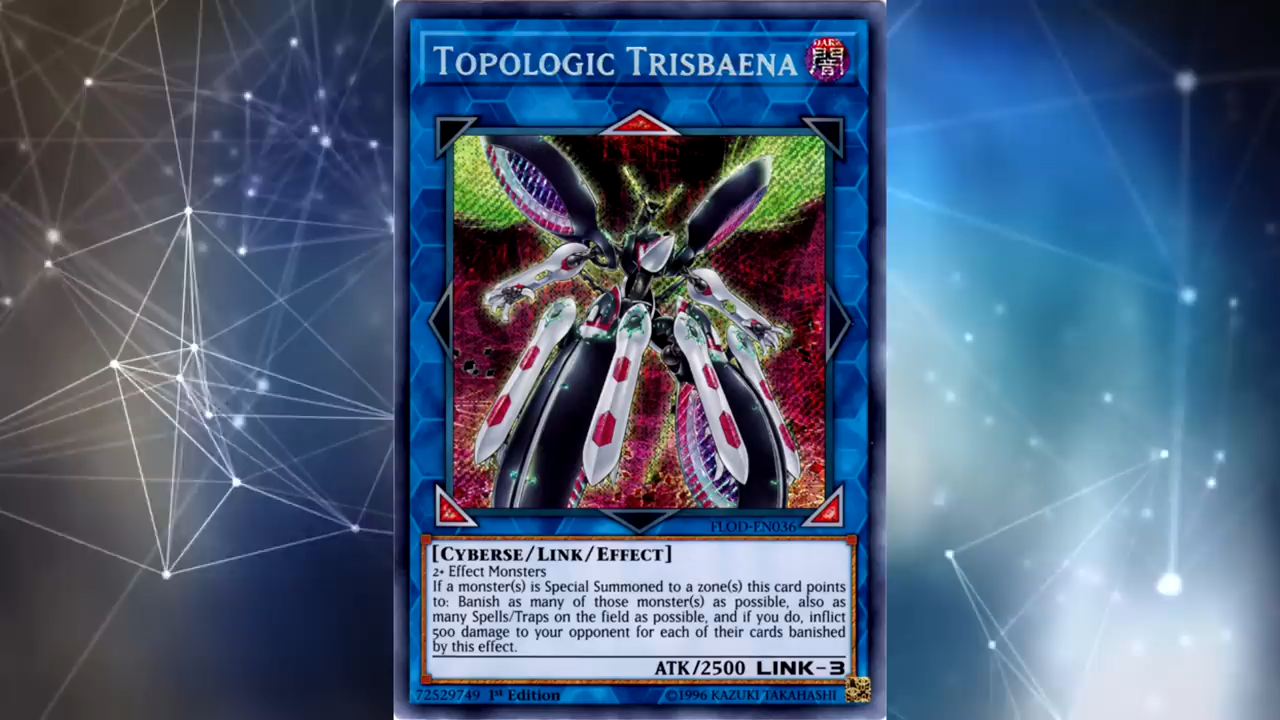 TOPOLOGIC TRISBAENA
DARK
闇
FLOD-EN036
[CYBERSE/LINK/EFFECT]
2+ Effect Monsters
If a monster(s) is Special Summoned to a zone(s) this card points
to: Banish as many of those monster(s) as possible, also as
many Spells/Traps on the field as possible, and if you do, inflict
500 damage to your opponent for each of their cards banished
by this effect.
ATK/2500 LINK-3
72529749 1st Edition ©1996 KAZUKI TAKAHASHI